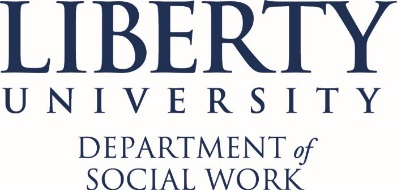 LIBERTY
UNIVERSITY
DEPARTMENT of
SOCIAL WORK